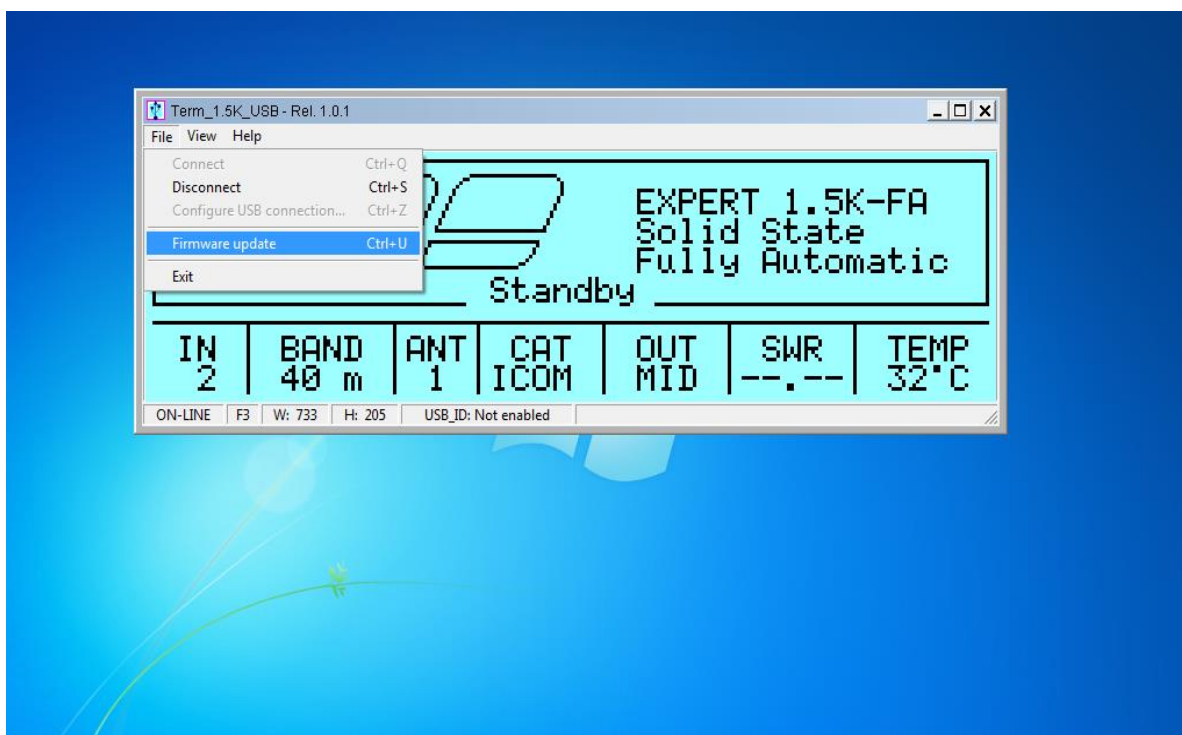 Term_1.5K_USB - Rel. 1.0.1
File View Help
Connect Ctrl+Q
Disconnect Ctrl+S
Configure USB connection... Ctrl+Z
Firmware update Ctrl+U
Exit
EXPERT 1.5K-FA
Solid State
Fully Automatic
Standby
IN BAND ANT CAT OUT SWR TEMP
2 40 m 1 ICOM MID --.-- 32°C
ON-LINE F3 W: 733 H: 205 USB_ID: Not enabled